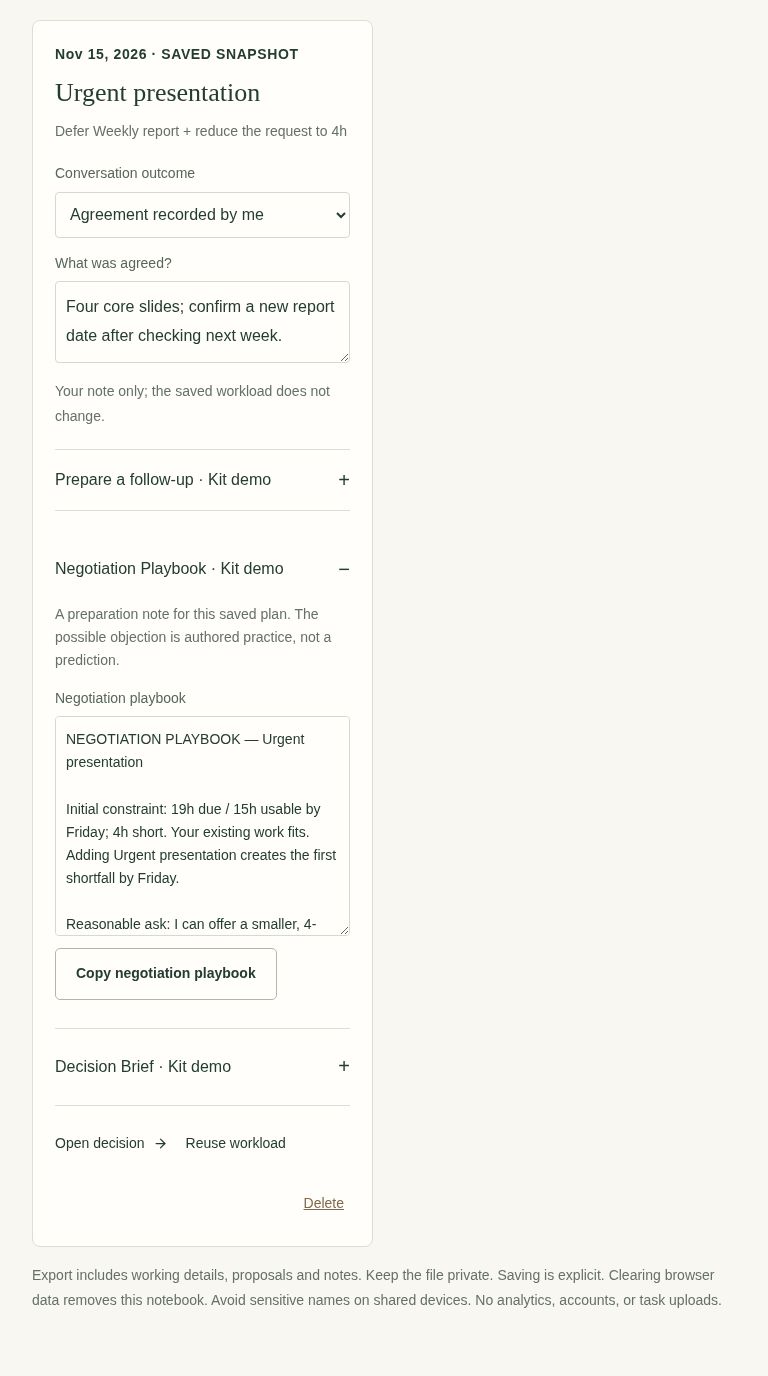 Nov 15, 2026 · SAVED SNAPSHOT
Urgent presentation
Defer Weekly report + reduce the request to 4h
Conversation outcome
Agreement recorded by me
What was agreed?
Four core slides; confirm a new report
date after checking next week.
Your note only; the saved workload does not
change.
Prepare a follow-up · Kit demo +
Negotiation Playbook · Kit demo −
A preparation note for this saved plan. The
possible objection is authored practice, not a
prediction.
Negotiation playbook
NEGOTIATION PLAYBOOK — Urgent
presentation
Initial constraint: 19h due / 15h usable by
Friday; 4h short. Your existing work fits.
Adding Urgent presentation creates the first
shortfall by Friday.
Reasonable ask: I can offer a smaller, 4-
Copy negotiation playbook
Decision Brief · Kit demo +
Open decision → Reuse workload
Delete
Export includes working details, proposals and notes. Keep the file private. Saving is explicit. Clearing browser
data removes this notebook. Avoid sensitive names on shared devices. No analytics, accounts, or task uploads.